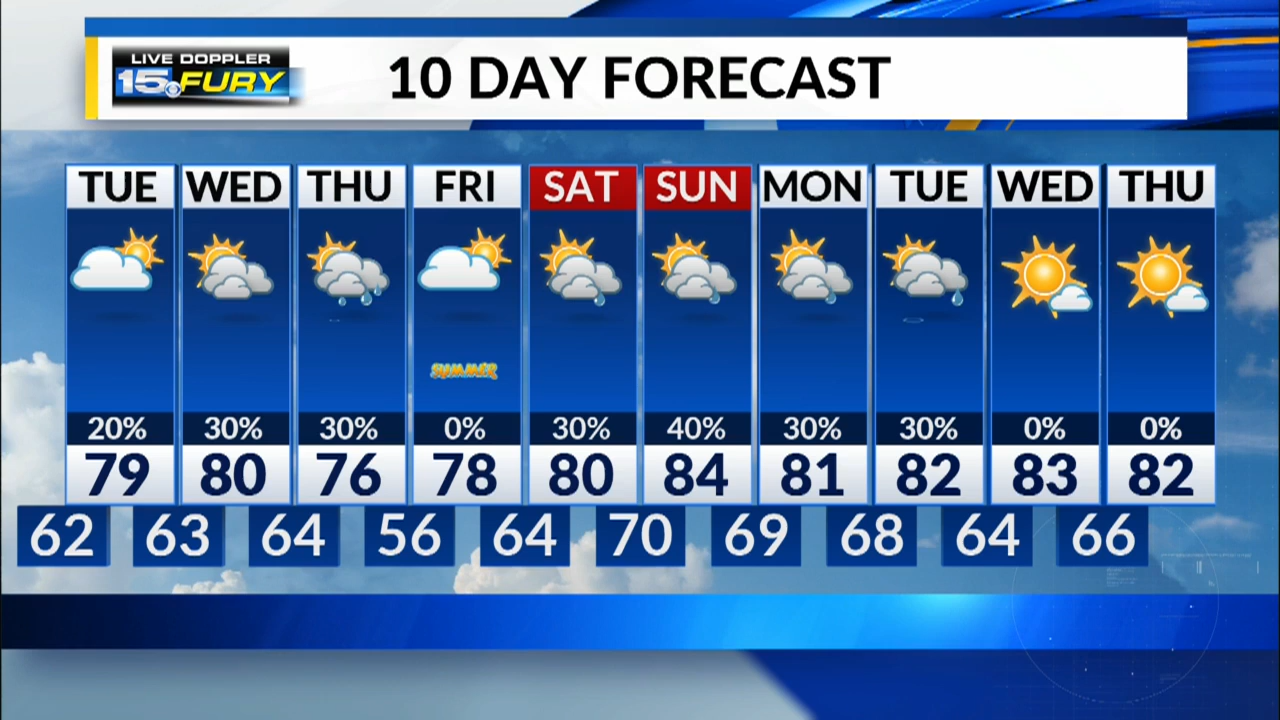 LIVE DOPPLER
15 FURY
10 DAY FORECAST
TUE WED THU FRI SAT SUN MON TUE WED THU
SUMMER
20% 30% 30% 0% 30% 40% 30% 30% 0% 0%
79 80 76 78 80 84 81 82 83 82
62 63 64 56 64 70 69 68 64 66